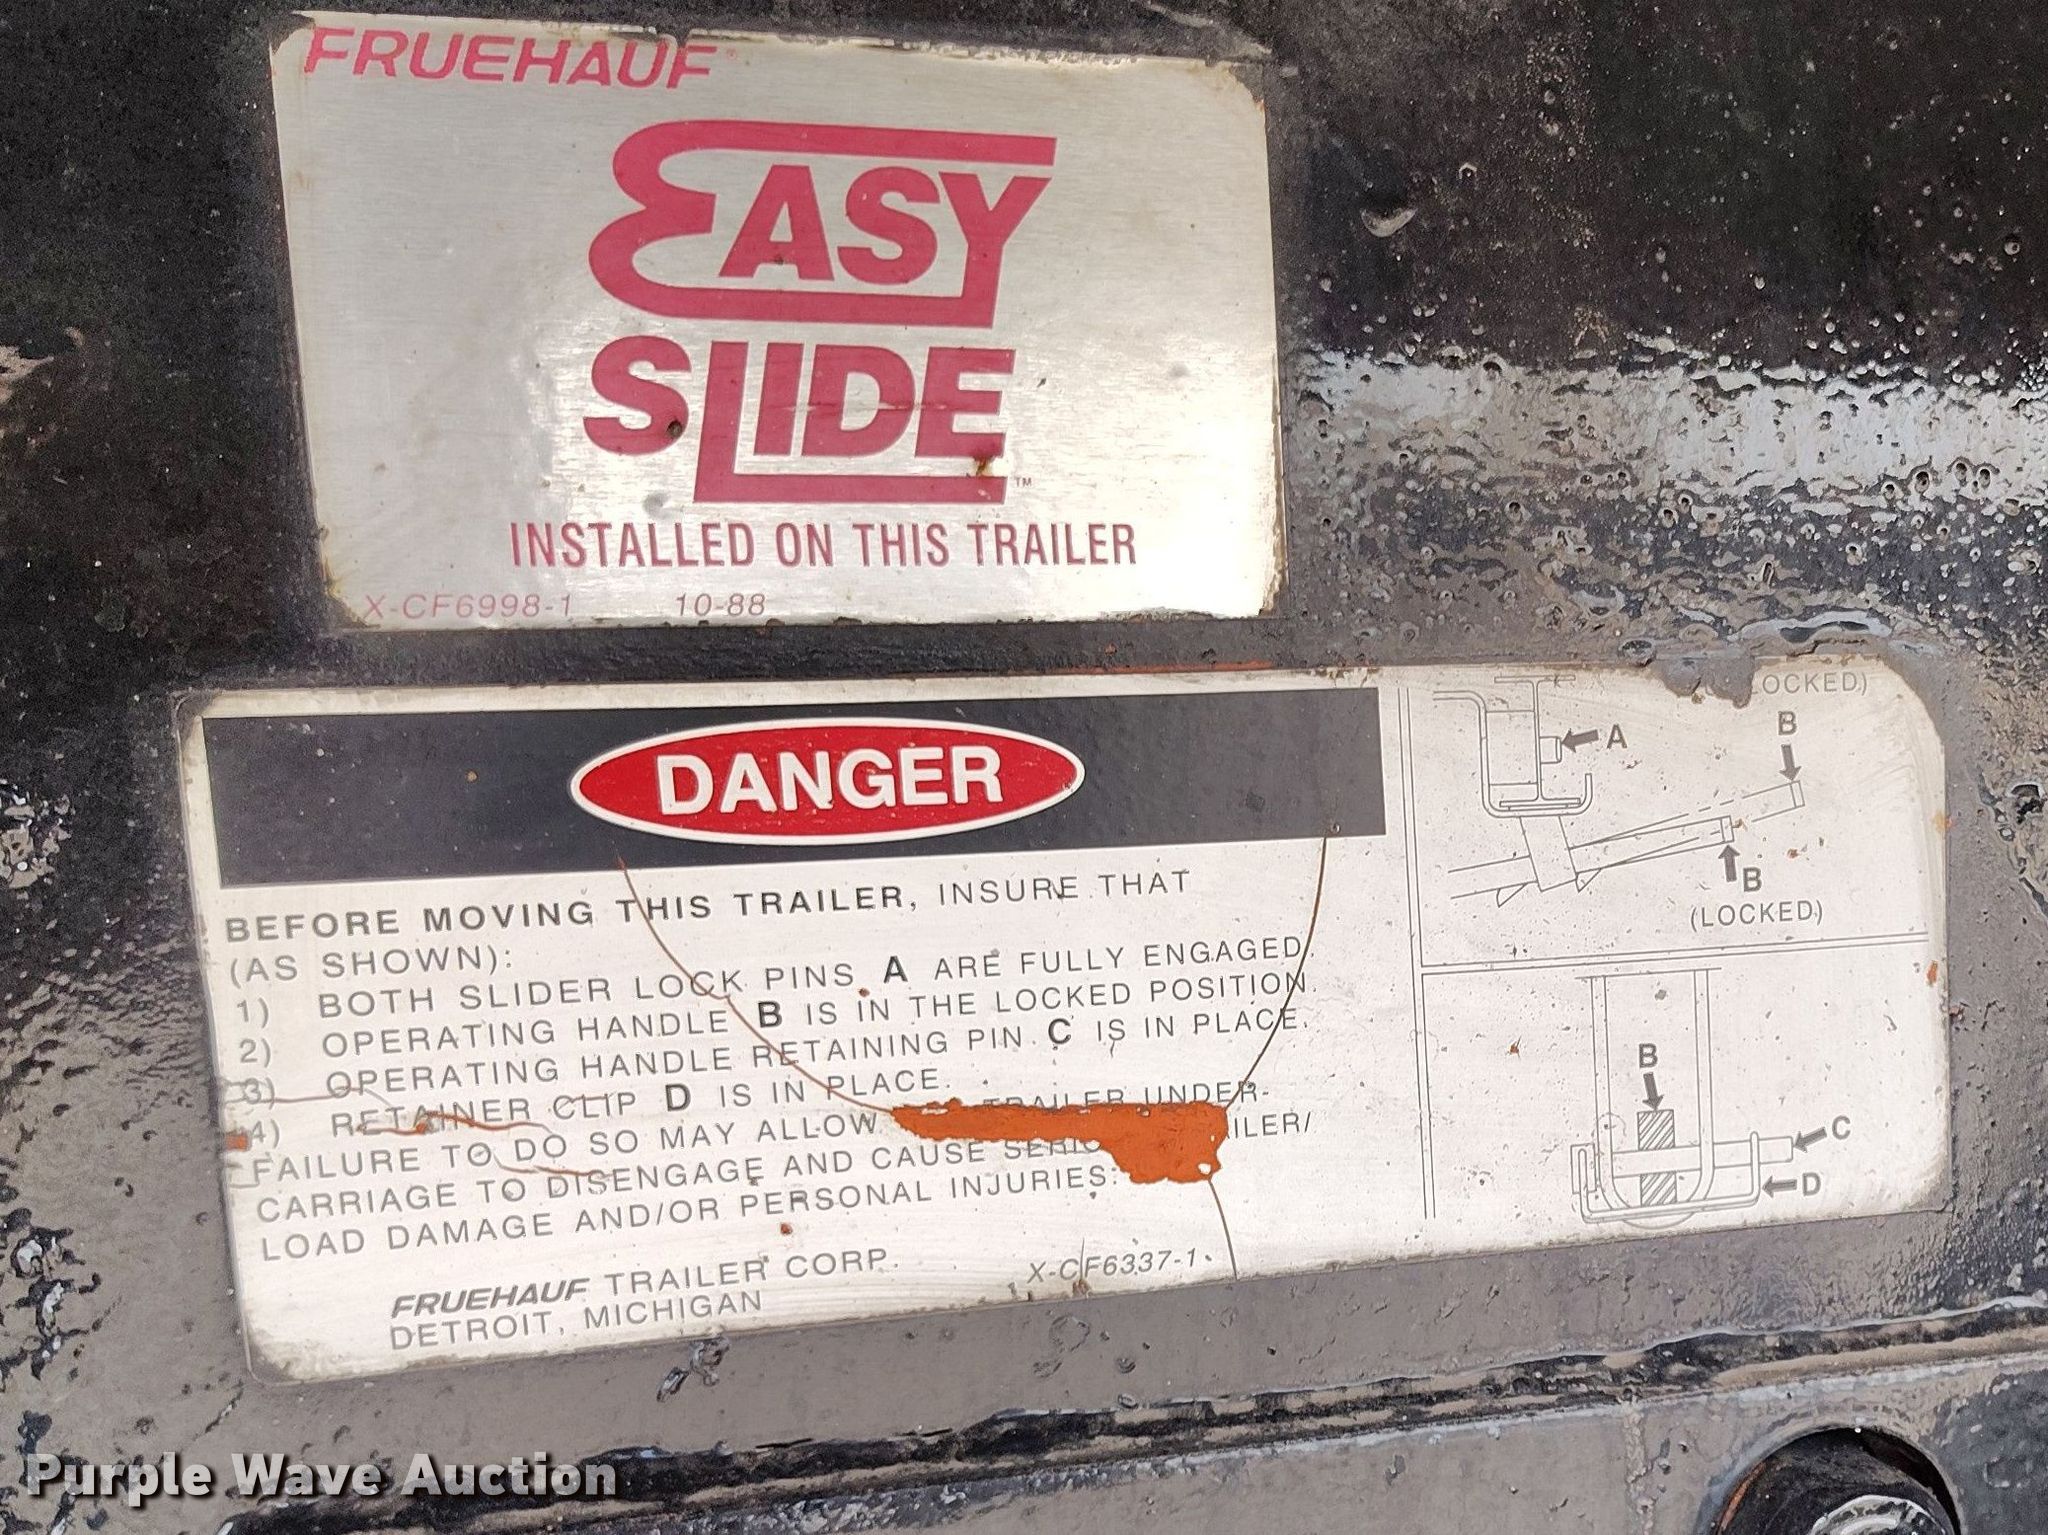 FRUEHAUF®
EASY
SLIDE™
INSTALLED ON THIS TRAILER
X-CF6998-1 10-88
DANGER
BEFORE MOVING THIS TRAILER, INSURE THAT
(AS SHOWN):
1) BOTH SLIDER LOCK PINS A ARE FULLY ENGAGED.
2) OPERATING HANDLE B IS IN THE LOCKED POSITION.
3) OPERATING HANDLE RETAINING PIN C IS IN PLACE.
4) RETAINER CLIP D IS IN PLACE.
FAILURE TO DO SO MAY ALLOW TRAILER UNDER-
CARRIAGE TO DISENGAGE AND CAUSE
LOAD DAMAGE AND/OR PERSONAL INJURIES.
FRUEHAUF TRAILER CORP. X-CF6337-1
DETROIT, MICHIGAN
A
B
B
(LOCKED)
B
C
D
Purple Wave Auction